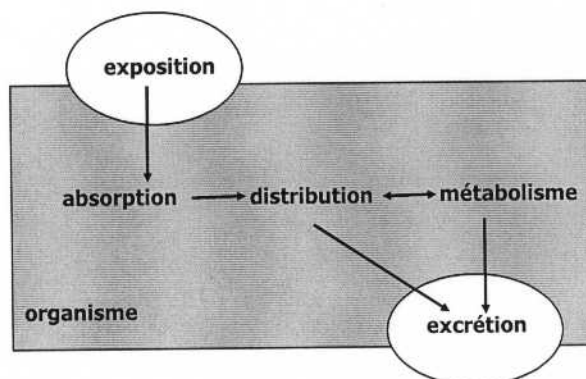 exposition
absorption distribution métabolisme
organisme
excrétion